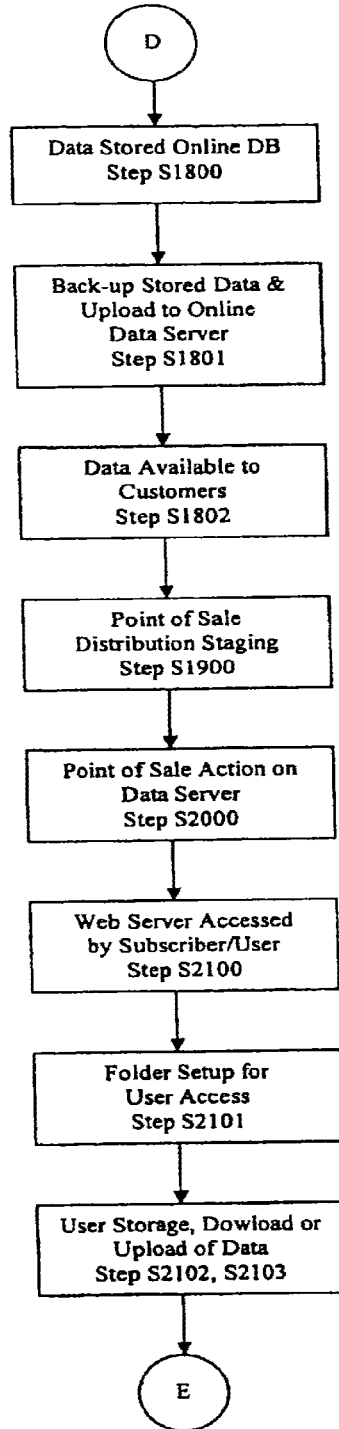 D
Data Stored Online DB
Step S1800
Back-up Stored Data &
Upload to Online
Data Server
Step S1801
Data Available to
Customers
Step S1802
Point of Sale
Distribution Staging
Step S1900
Point of Sale Action on
Data Server
Step S2000
Web Server Accessed
by Subscriber/User
Step S2100
Folder Setup for
User Access
Step S2101
User Storage, Dowload or
Upload of Data
Step S2102, S2103
E